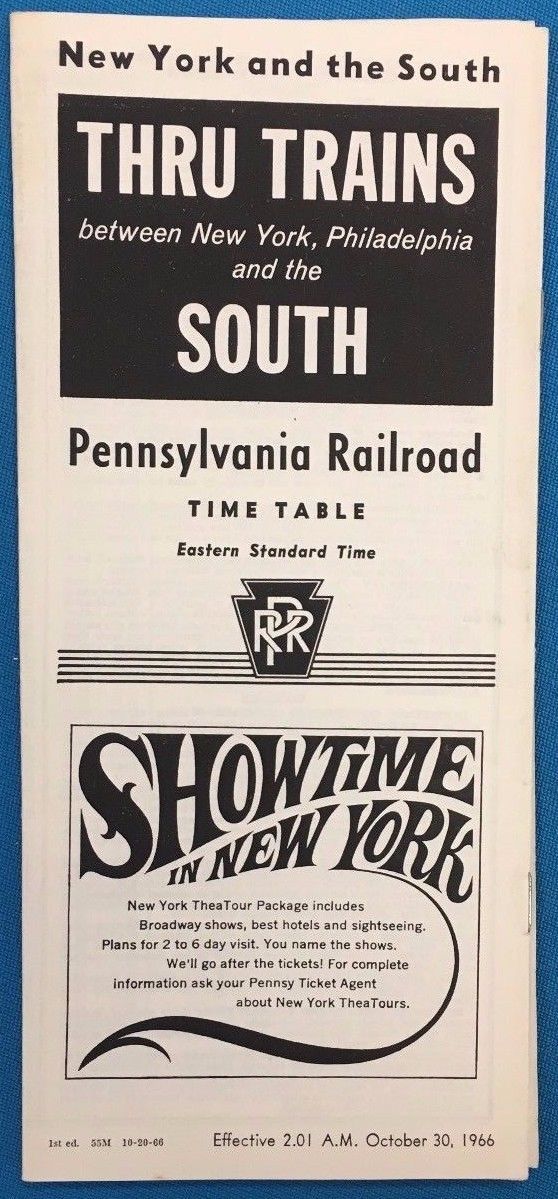 New York and the South
THRU TRAINS
between New York, Philadelphia
and the
SOUTH
Pennsylvania Railroad
TIME TABLE
Eastern Standard Time
PRR
SHOWTIME
IN NEW YORK
New York TheaTour Package includes
Broadway shows, best hotels and sightseeing.
Plans for 2 to 6 day visit. You name the shows.
We'll go after the tickets! For complete
information ask your Pennsy Ticket Agent
about New York TheaTours.
1st ed. 55M 10-20-66
Effective 2.01 A.M. October 30, 1966